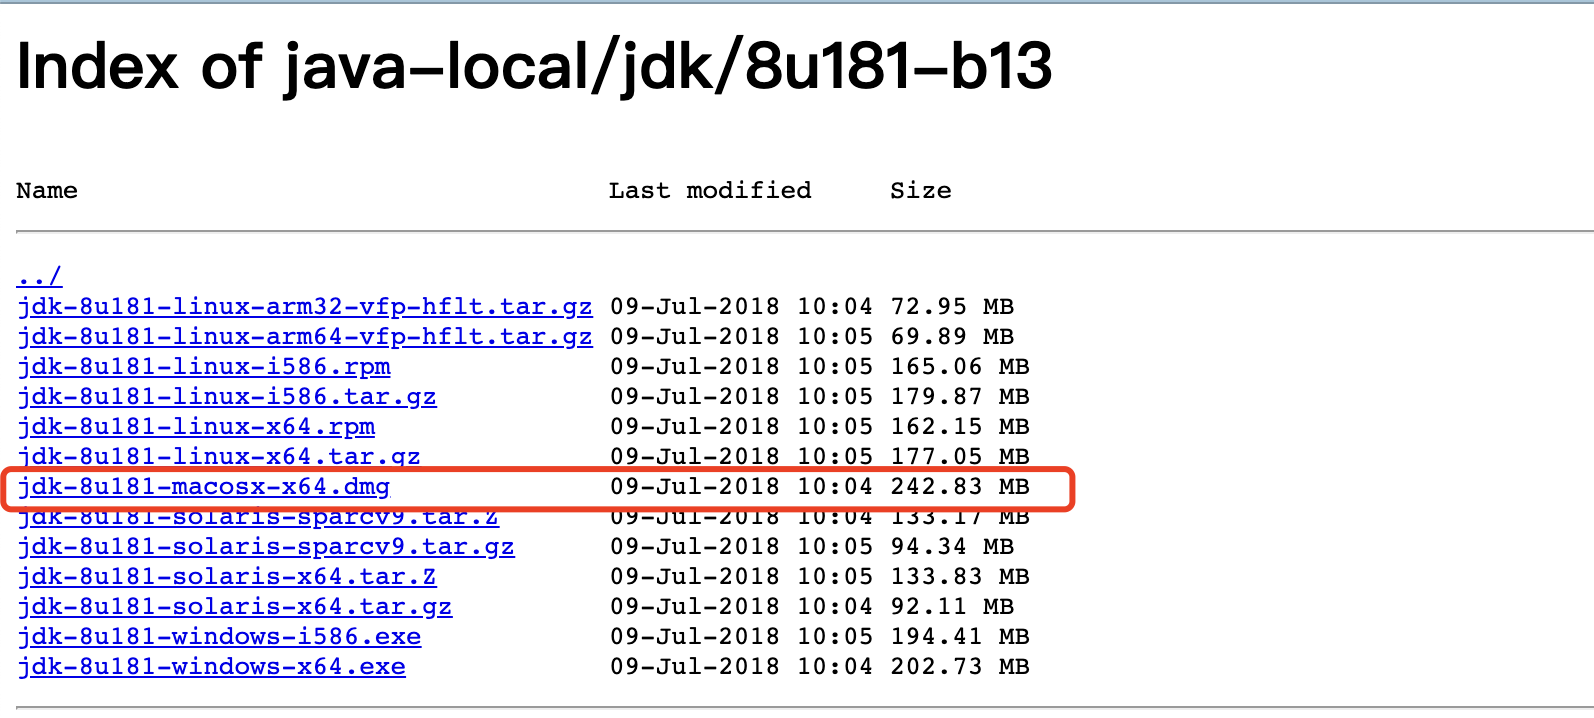 Index of java-local/jdk/8u181-b13
Name Last modified Size
../
jdk-8u181-linux-arm32-vfp-hflt.tar.gz 09-Jul-2018 10:04 72.95 MB
jdk-8u181-linux-arm64-vfp-hflt.tar.gz 09-Jul-2018 10:05 69.89 MB
jdk-8u181-linux-i586.rpm 09-Jul-2018 10:05 165.06 MB
jdk-8u181-linux-i586.tar.gz 09-Jul-2018 10:05 179.87 MB
jdk-8u181-linux-x64.rpm 09-Jul-2018 10:05 162.15 MB
jdk-8u181-linux-x64.tar.gz 09-Jul-2018 10:05 177.05 MB
jdk-8u181-macosx-x64.dmg 09-Jul-2018 10:04 242.83 MB
jdk-8u181-solaris-sparcv9.tar.Z 09-Jul-2018 10:04 133.17 MB
jdk-8u181-solaris-sparcv9.tar.gz 09-Jul-2018 10:05 94.34 MB
jdk-8u181-solaris-x64.tar.Z 09-Jul-2018 10:05 133.83 MB
jdk-8u181-solaris-x64.tar.gz 09-Jul-2018 10:04 92.11 MB
jdk-8u181-windows-i586.exe 09-Jul-2018 10:05 194.41 MB
jdk-8u181-windows-x64.exe 09-Jul-2018 10:04 202.73 MB